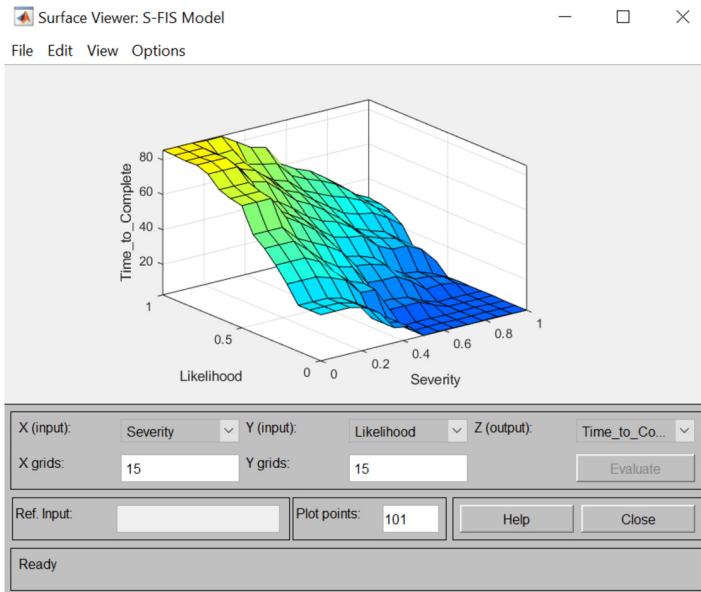 Surface Viewer: S-FIS Model
File Edit View Options
80
60
40
20
Time_to_Complete
1
0.5
0
Likelihood
0
0.2
0.4
0.6
0.8
1
Severity
X (input): Severity Y (input): Likelihood Z (output): Time_to_Co...
X grids: 15 Y grids: 15 Evaluate
Ref. Input: Plot points: 101 Help Close
Ready